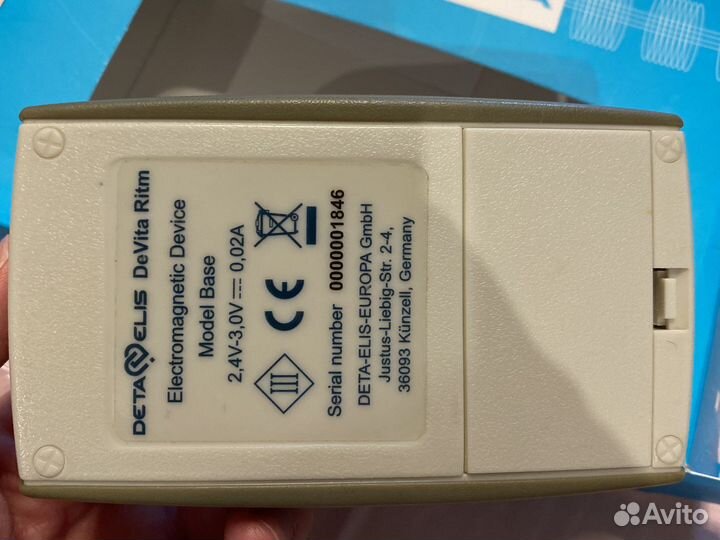 DETA ELIS DeVita Ritm
Electromagnetic Device
Model Base
2,4V-3,0V 0,02A
III
CE
Serial number 0000001846
DETA-ELIS-EUROPA GmbH
Justus-Liebig-Str. 2-4,
36093 Künzell, Germany
Avito